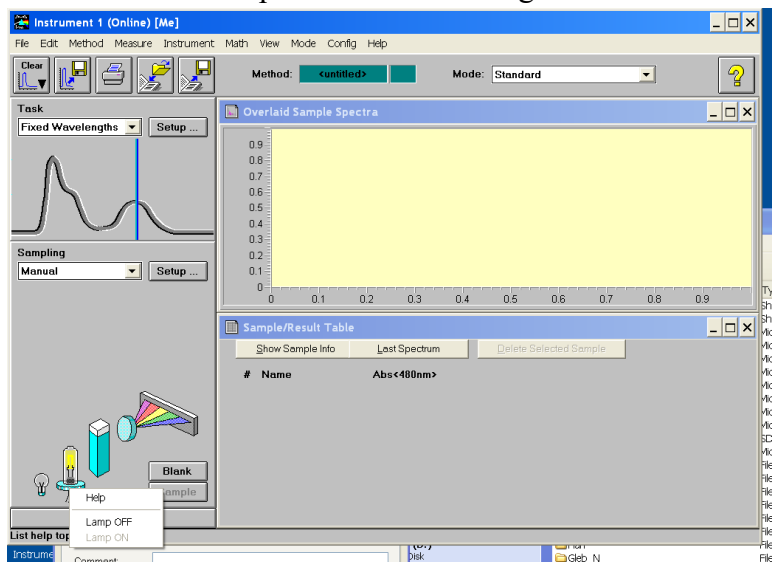 Instrument 1 (Online) [Me]
File Edit Method Measure Instrument Math View Mode Config Help
Clear
Method: <untitled> Mode: Standard
Task
Fixed Wavelengths Setup ...
Sampling
Manual Setup ...
Overlaid Sample Spectra
0.9
0.8
0.7
0.6
0.5
0.4
0.3
0.2
0.1
0
0 0.1 0.2 0.3 0.4 0.5 0.6 0.7 0.8 0.9
Sample/Result Table
Show Sample Info Last Spectrum Delete Selected Sample
# Name Abs<480nm>
Blank
Help
Lamp OFF
Lamp ON
List help
Comment:
Gleb_N